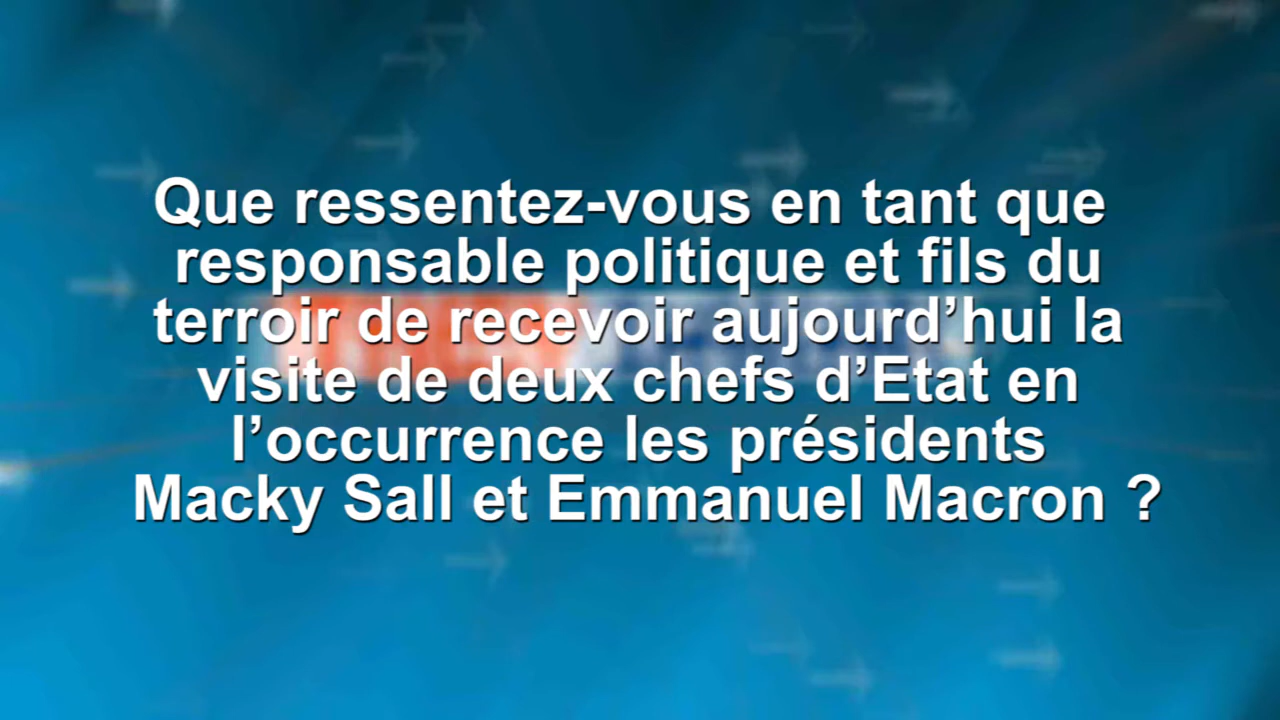 Que ressentez-vous en tant que
responsable politique et fils du
terroir de recevoir aujourd’hui la
visite de deux chefs d’Etat en
l’occurrence les présidents
Macky Sall et Emmanuel Macron ?